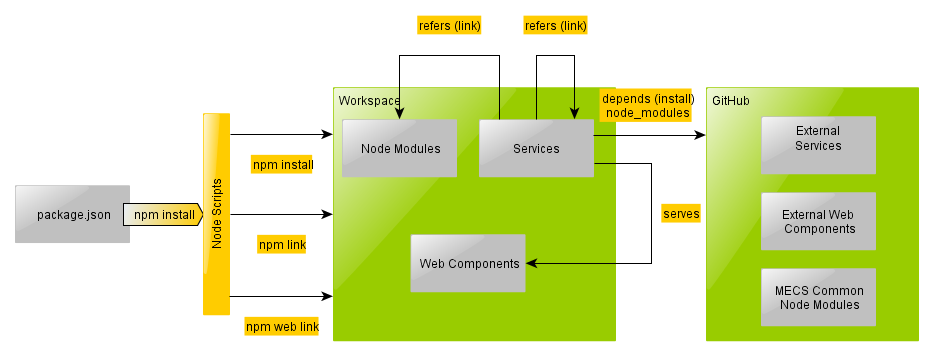 refers (link)
refers (link)
Workspace
depends (install)
node_modules
GitHub
Node Modules
Services
External
Services
npm install
package.json
npm install
Node Scripts
serves
External Web
Components
npm link
Web Components
MECS Common
Node Modules
npm web link